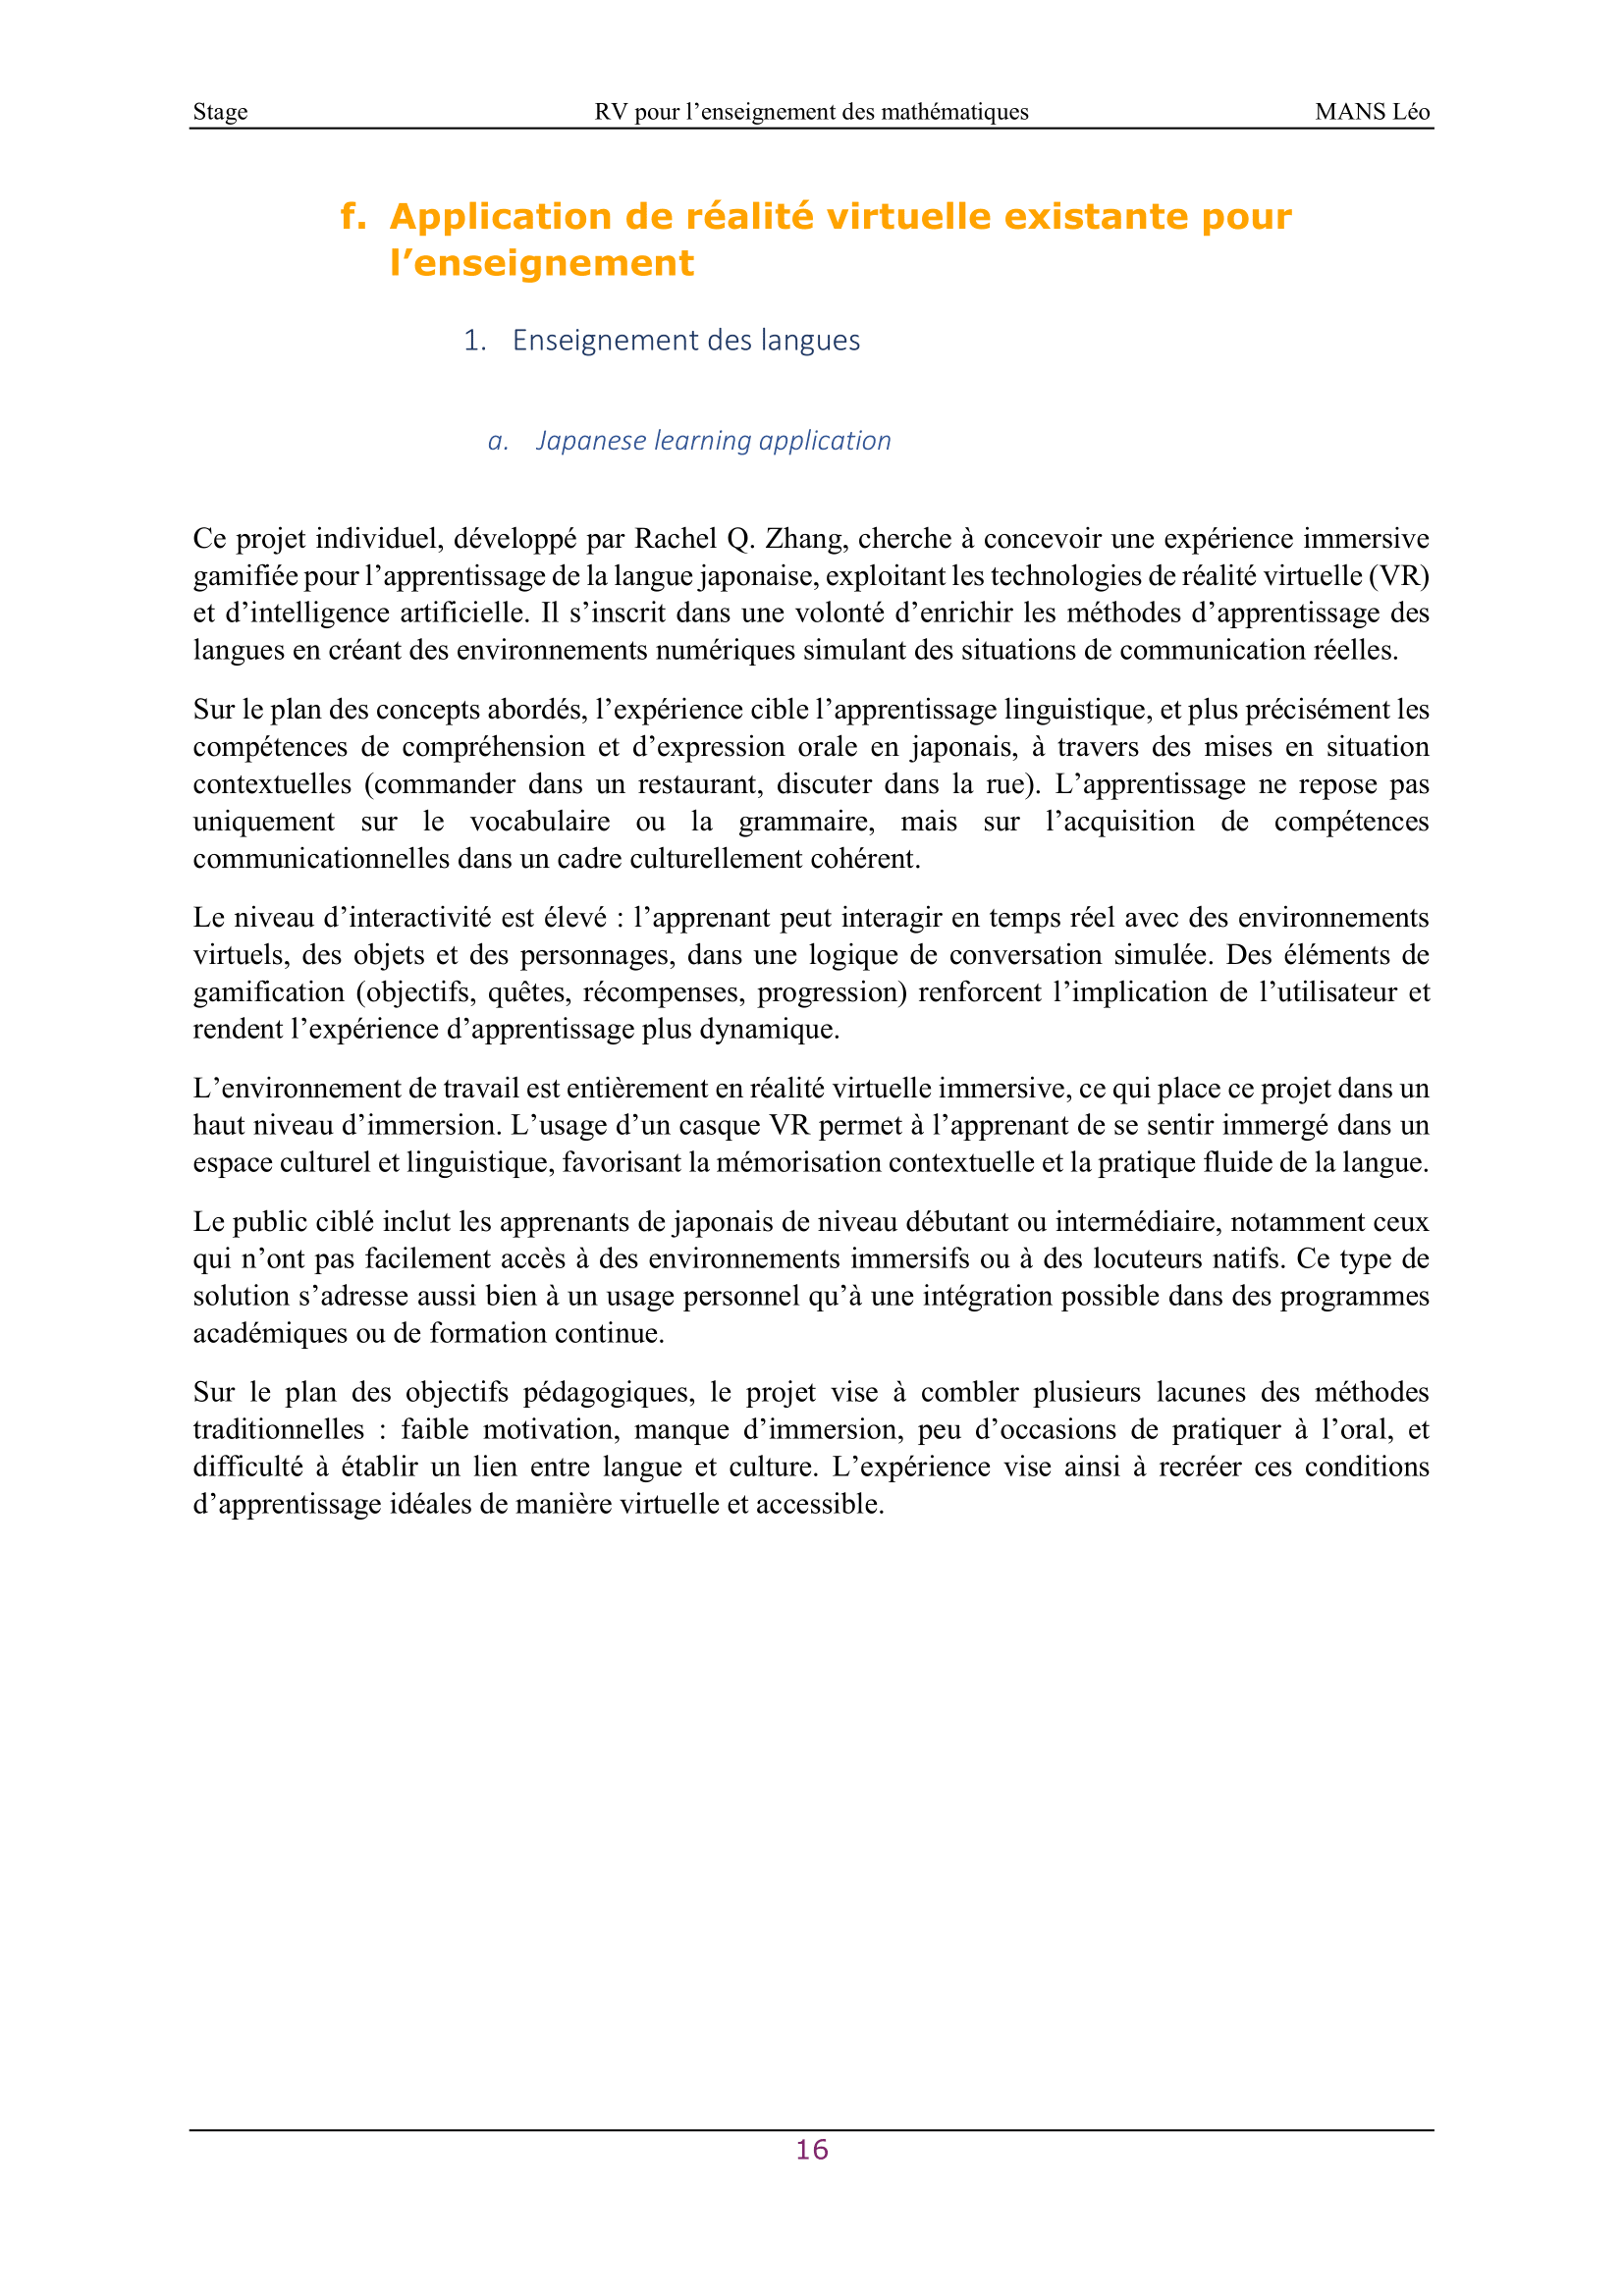 Stage RV pour l’enseignement des mathématiques MANS Léo
f. Application de réalité virtuelle existante pour
l’enseignement
1. Enseignement des langues
a. Japanese learning application
Ce projet individuel, développé par Rachel Q. Zhang, cherche à concevoir une expérience immersive
gamifiée pour l’apprentissage de la langue japonaise, exploitant les technologies de réalité virtuelle (VR)
et d’intelligence artificielle. Il s’inscrit dans une volonté d’enrichir les méthodes d’apprentissage des
langues en créant des environnements numériques simulant des situations de communication réelles.
Sur le plan des concepts abordés, l’expérience cible l’apprentissage linguistique, et plus précisément les
compétences de compréhension et d’expression orale en japonais, à travers des mises en situation
contextuelles (commander dans un restaurant, discuter dans la rue). L’apprentissage ne repose pas
uniquement sur le vocabulaire ou la grammaire, mais sur l’acquisition de compétences
communicationnelles dans un cadre culturellement cohérent.
Le niveau d’interactivité est élevé : l’apprenant peut interagir en temps réel avec des environnements
virtuels, des objets et des personnages, dans une logique de conversation simulée. Des éléments de
gamification (objectifs, quêtes, récompenses, progression) renforcent l’implication de l’utilisateur et
rendent l’expérience d’apprentissage plus dynamique.
L’environnement de travail est entièrement en réalité virtuelle immersive, ce qui place ce projet dans un
haut niveau d’immersion. L’usage d’un casque VR permet à l’apprenant de se sentir immergé dans un
espace culturel et linguistique, favorisant la mémorisation contextuelle et la pratique fluide de la langue.
Le public ciblé inclut les apprenants de japonais de niveau débutant ou intermédiaire, notamment ceux
qui n’ont pas facilement accès à des environnements immersifs ou à des locuteurs natifs. Ce type de
solution s’adresse aussi bien à un usage personnel qu’à une intégration possible dans des programmes
académiques ou de formation continue.
Sur le plan des objectifs pédagogiques, le projet vise à combler plusieurs lacunes des méthodes
traditionnelles : faible motivation, manque d’immersion, peu d’occasions de pratiquer à l’oral, et
difficulté à établir un lien entre langue et culture. L’expérience vise ainsi à recréer ces conditions
d’apprentissage idéales de manière virtuelle et accessible.
16